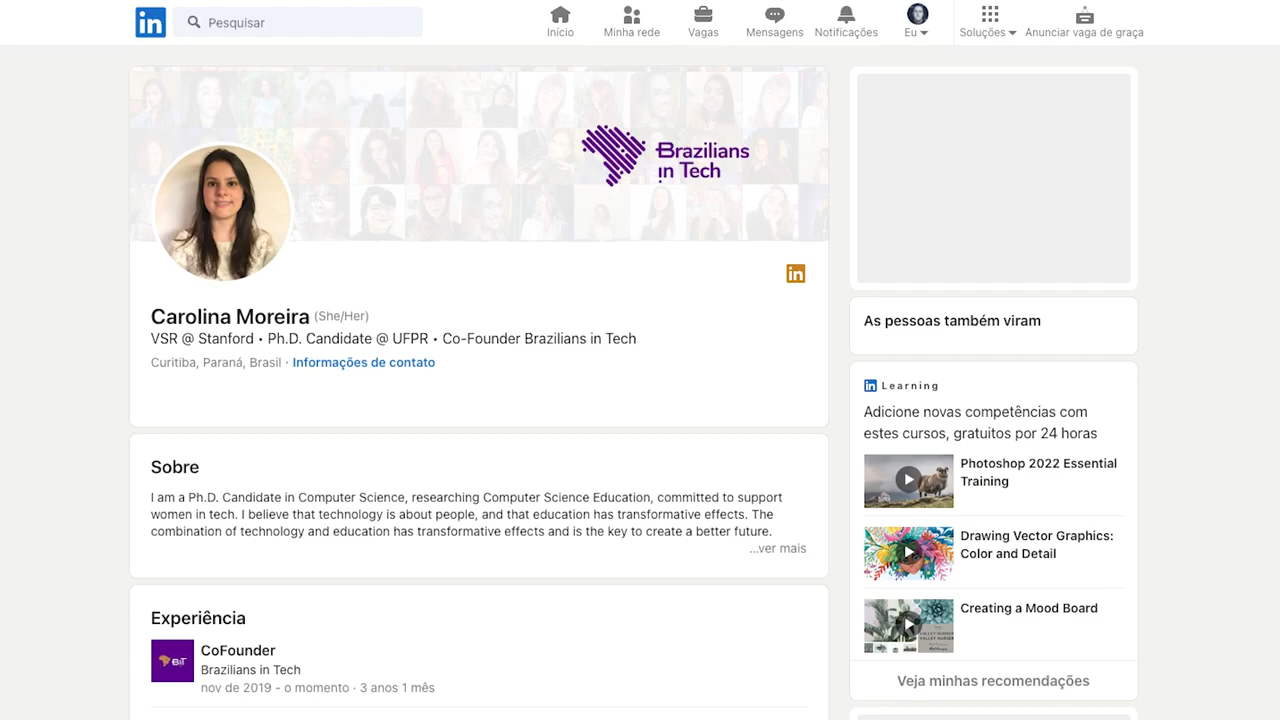 in
Pesquisar
Início
Minha rede
Vagas
Mensagens
Notificações
Eu
Soluções
Anunciar vaga de graça
Brazilians
in Tech
in
Carolina Moreira (She/Her)
VSR @ Stanford • Ph.D. Candidate @ UFPR • Co-Founder Brazilians in Tech
Curitiba, Paraná, Brasil · Informações de contato
Sobre
I am a Ph.D. Candidate in Computer Science, researching Computer Science Education, committed to support
women in tech. I believe that technology is about people, and that education has transformative effects. The
combination of technology and education has transformative effects and is the key to create a better future.
...ver mais
Experiência
BiT
CoFounder
Brazilians in Tech
nov de 2019 - o momento · 3 anos 1 mês
As pessoas também viram
in Learning
Adicione novas competências com
estes cursos, gratuitos por 24 horas
Photoshop 2022 Essential
Training
Drawing Vector Graphics:
Color and Detail
Creating a Mood Board
Veja minhas recomendações